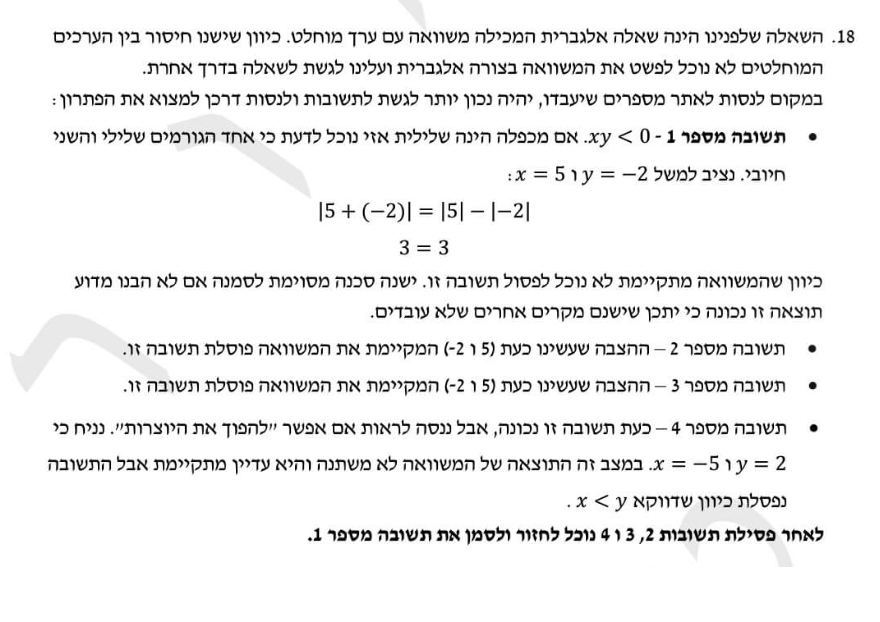 18. השאלה שלפנינו הינה שאלה אלגברית המכילה משוואה עם ערך מוחלט. כיוון שישנו חיסור בין הערכים
המוחלטים לא נוכל לפשט את המשוואה בצורה אלגברית ועלינו לגשת לשאלה בדרך אחרת.
במקום לנסות לאתר מספרים שיעבדו, יהיה נכון יותר לגשת לתשובות ולנסות דרכן למצוא את הפתרון:
• תשובה מספר 1 - xy < 0. אם מכפלה הינה שלילית אזי נוכל לדעת כי אחד הגורמים שלילי והשני
חיובי. נציב למשל y = −2 ו x = 5:
|5 + (−2)| = |5| − |−2|
3 = 3
כיוון שהמשוואה מתקיימת לא נוכל לפסול תשובה זו. ישנה סכנה מסוימת לסמנה אם לא הבנו מדוע
תוצאה זו נכונה כי יתכן שישנם מקרים אחרים שלא עובדים.
• תשובה מספר 2 – ההצבה שעשינו כעת (5 ו 2-) המקיימת את המשוואה פוסלת תשובה זו.
• תשובה מספר 3 – ההצבה שעשינו כעת (5 ו 2-) המקיימת את המשוואה פוסלת תשובה זו.
• תשובה מספר 4 – כעת תשובה זו נכונה, אבל ננסה לראות אם אפשר "להפוך את היוצרות". נניח כי
y = 2 ו x = −5. במצב זה התוצאה של המשוואה לא משתנה והיא עדיין מתקיימת אבל התשובה
נפסלת כיוון שדווקא x < y .
לאחר פסילת תשובות 2, 3 ו 4 נוכל לחזור ולסמן את תשובה מספר 1.